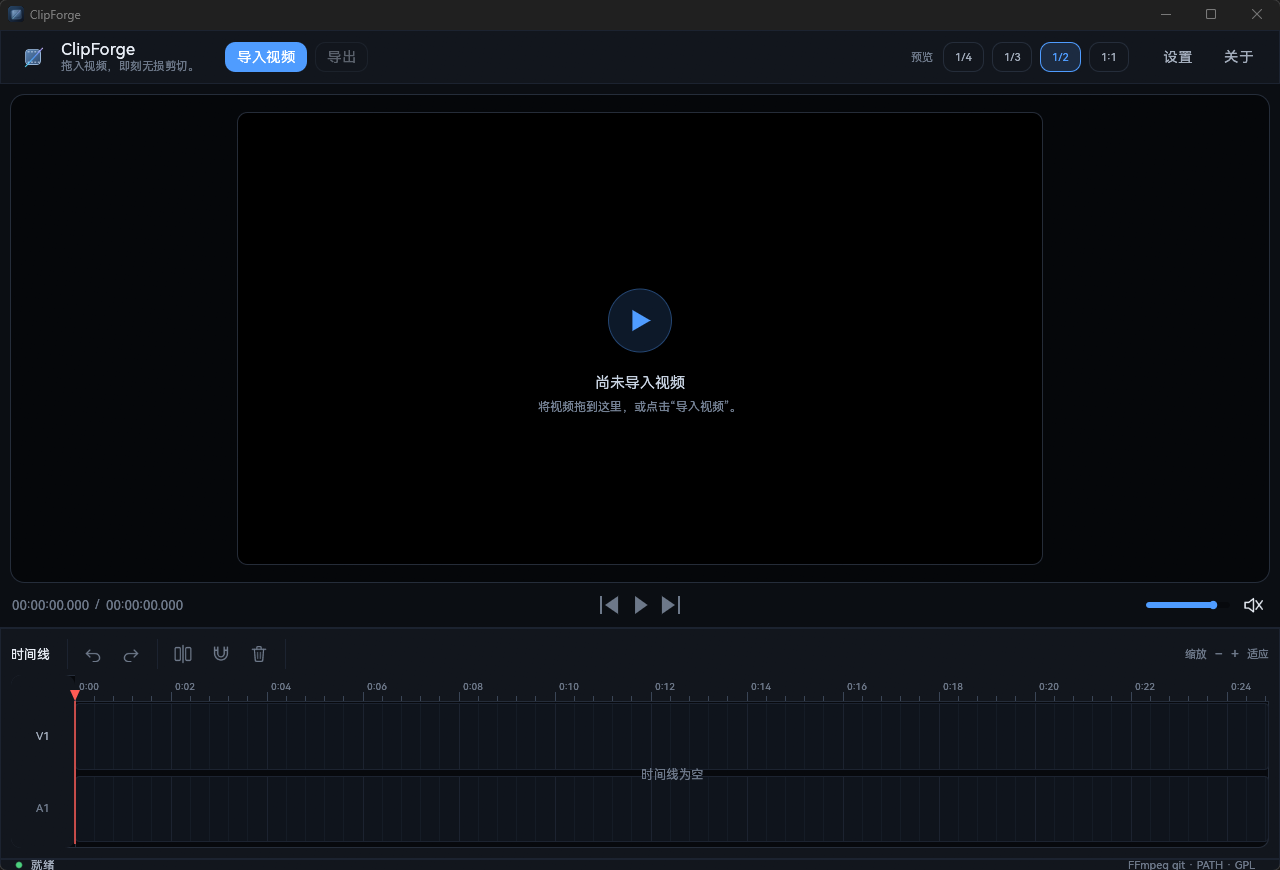 ClipForge
ClipForge
拖入视频，即刻无损剪切。
导入视频 导出 预览 1/4 1/3 1/2 1:1 设置 关于
尚未导入视频
将视频拖到这里，或点击“导入视频”。
00:00:00.000 / 00:00:00.000
时间线 缩放 − + 适应
0:00 0:02 0:04 0:06 0:08 0:10 0:12 0:14 0:16 0:18 0:20 0:22 0:24
V1
时间线为空
A1
就绪 FFmpeg git · PATH · GPL